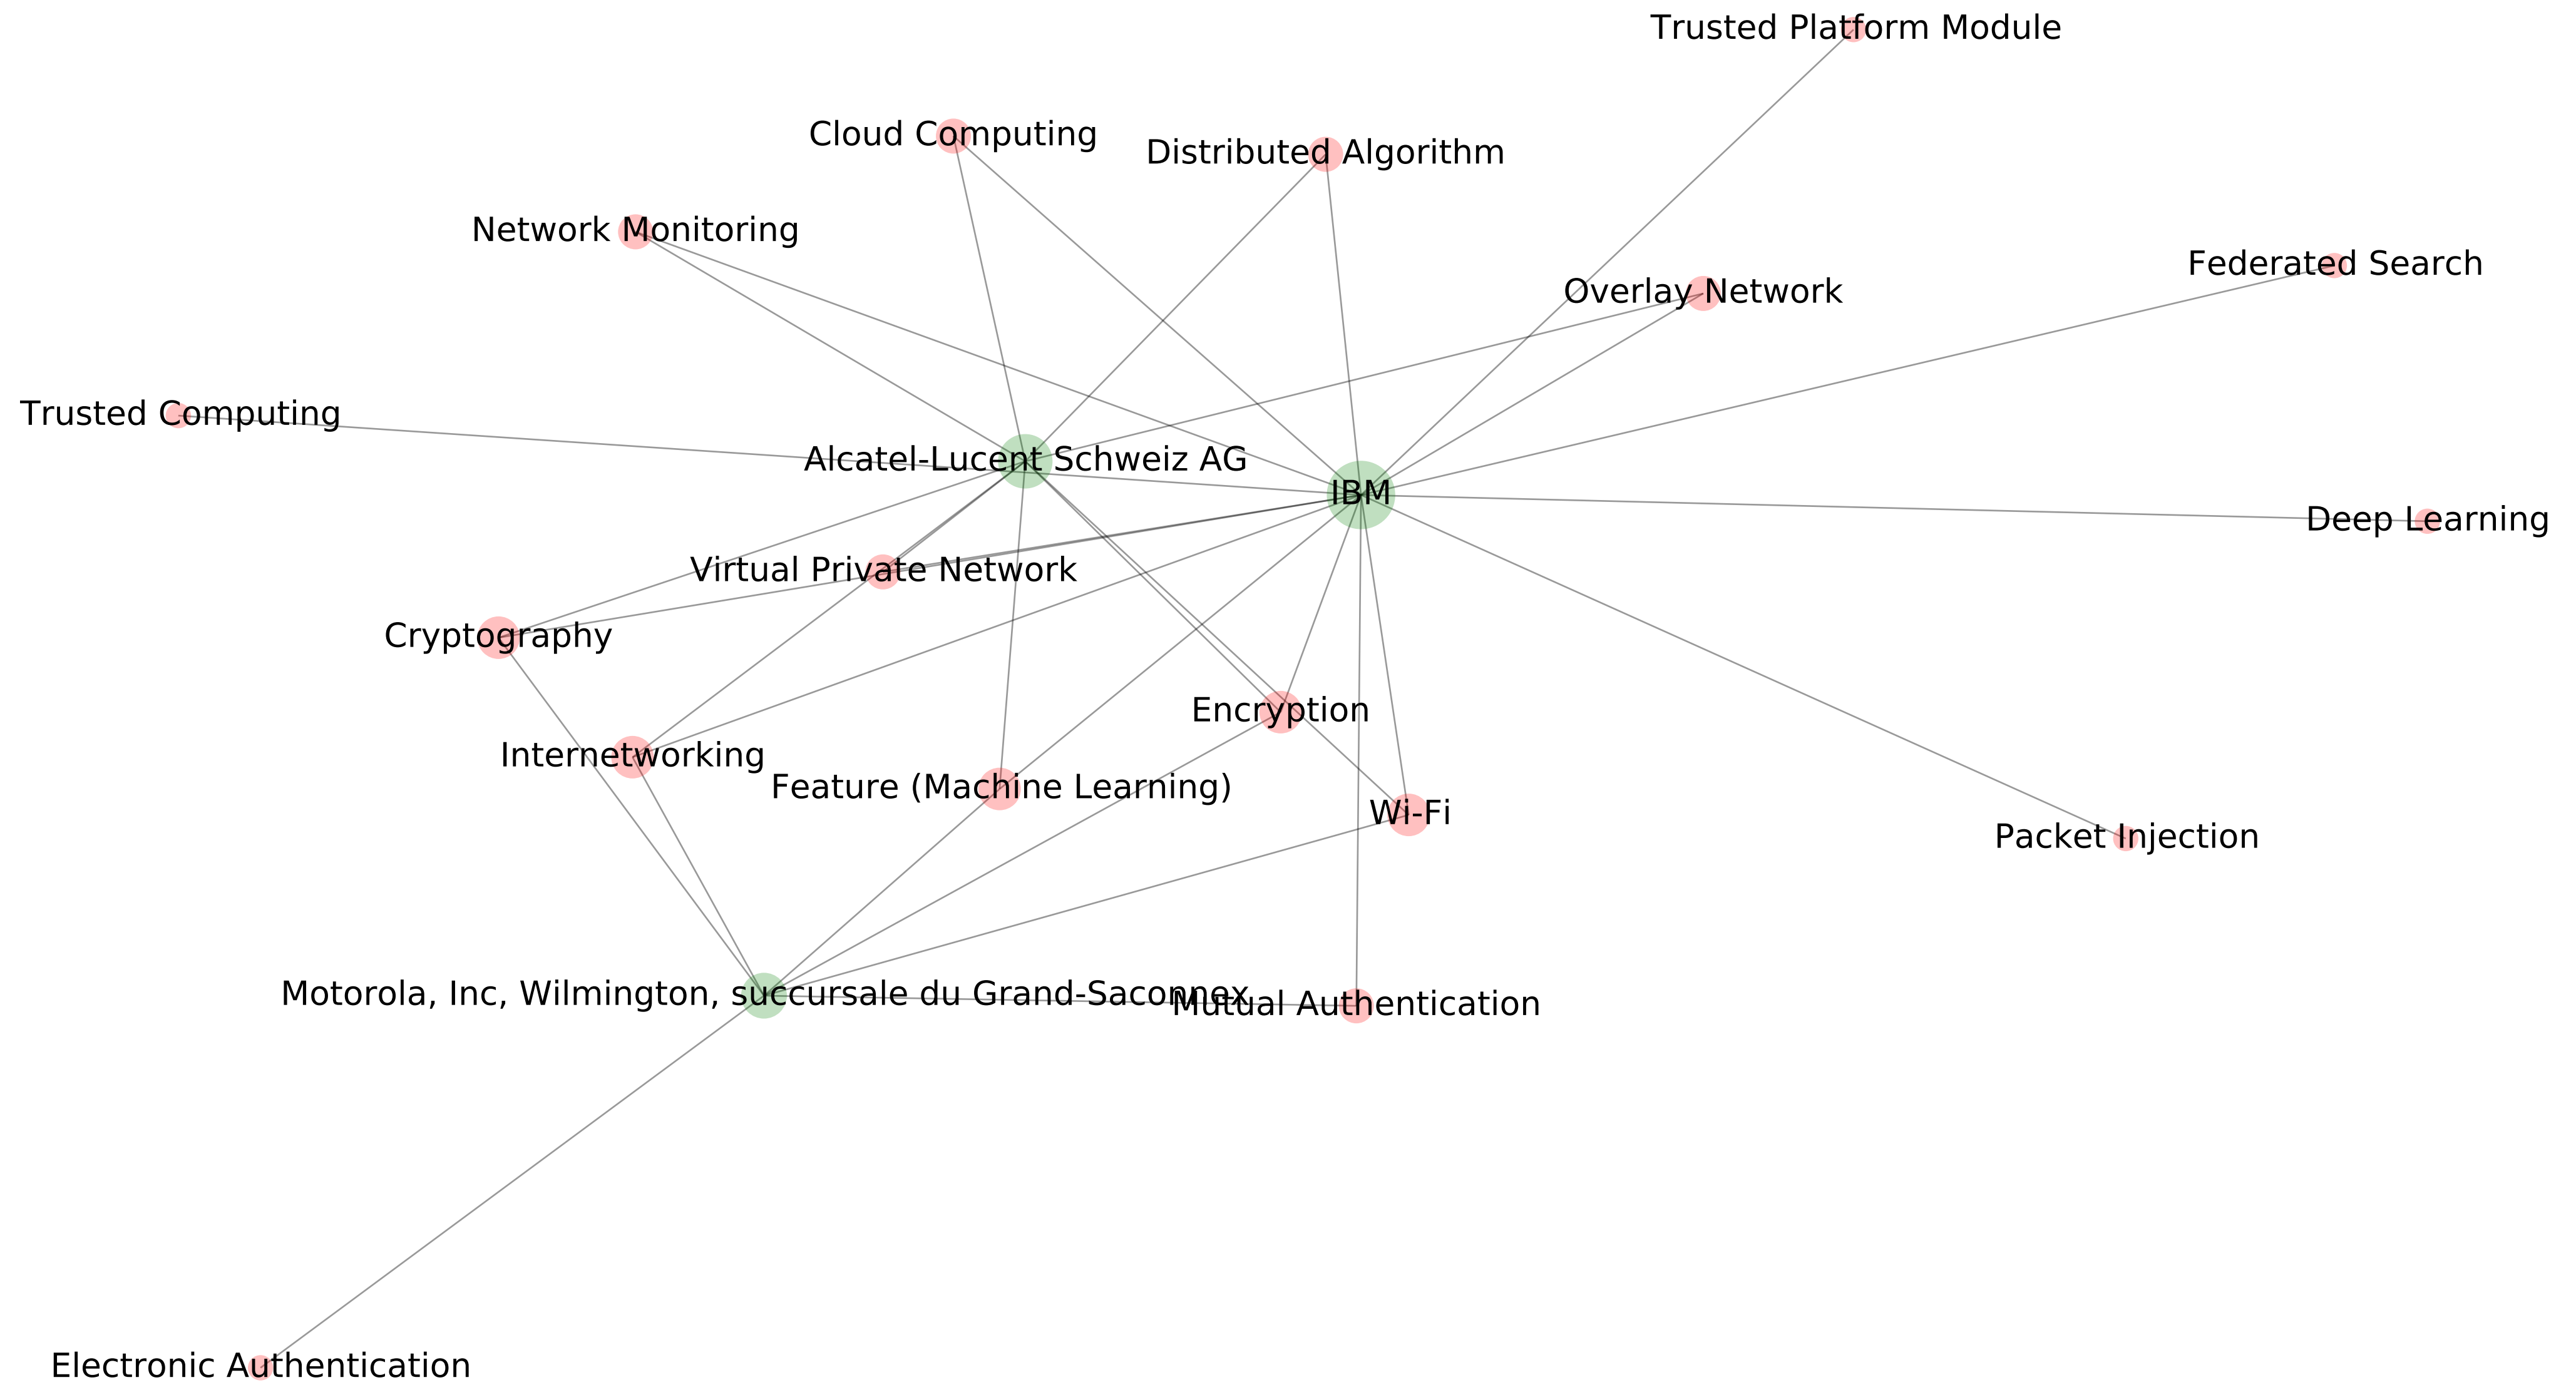 Trusted Platform Module
Cloud Computing
Distributed Algorithm
Network Monitoring
Federated Search
Overlay Network
Trusted Computing
Alcatel-Lucent Schweiz AG
IBM
Deep Learning
Virtual Private Network
Cryptography
Encryption
Internetworking
Feature (Machine Learning)
Wi-Fi
Packet Injection
Motorola, Inc, Wilmington, succursale du Grand-Saconnex
Mutual Authentication
Electronic Authentication